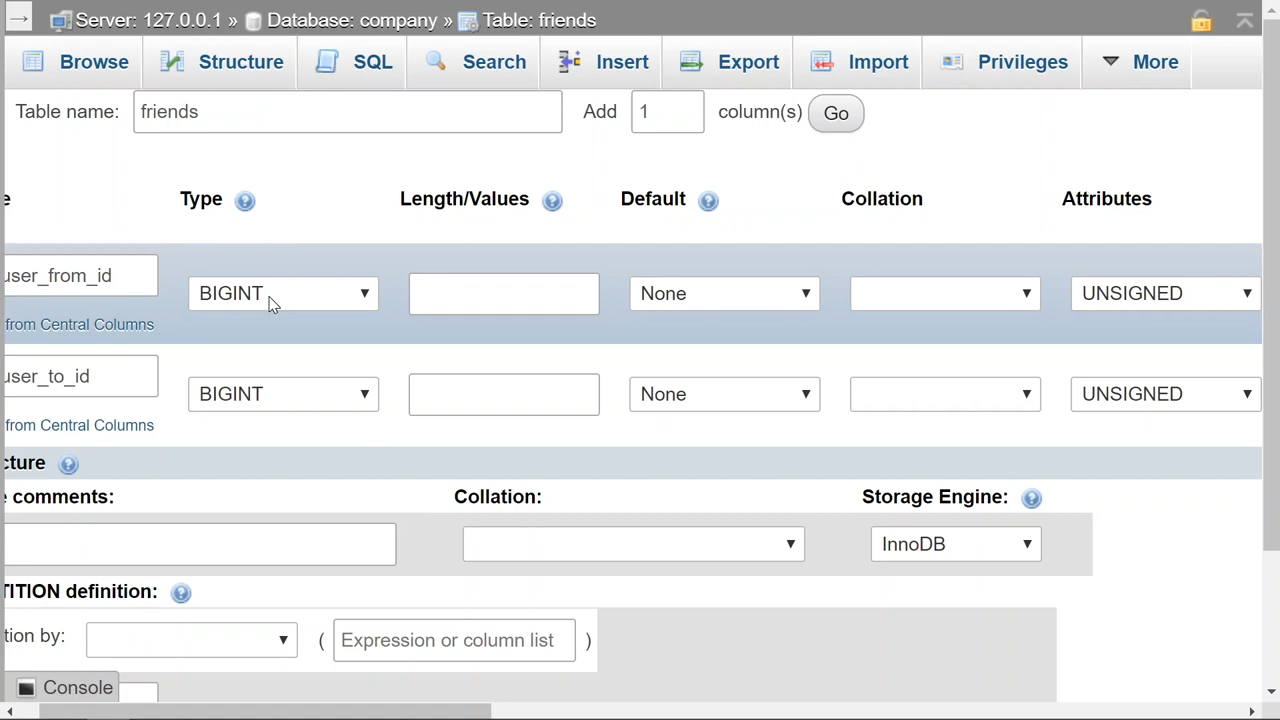 Server: 127.0.0.1 » Database: company » Table: friends
Browse Structure SQL Search Insert Export Import Privileges More
Table name: friends Add 1 column(s) Go
e Type Length/Values Default Collation Attributes
user_from_id BIGINT None UNSIGNED
from Central Columns
user_to_id BIGINT None UNSIGNED
from Central Columns
cture
comments: Collation: Storage Engine:
InnoDB
TITION definition:
tion by: ( Expression or column list )
Console